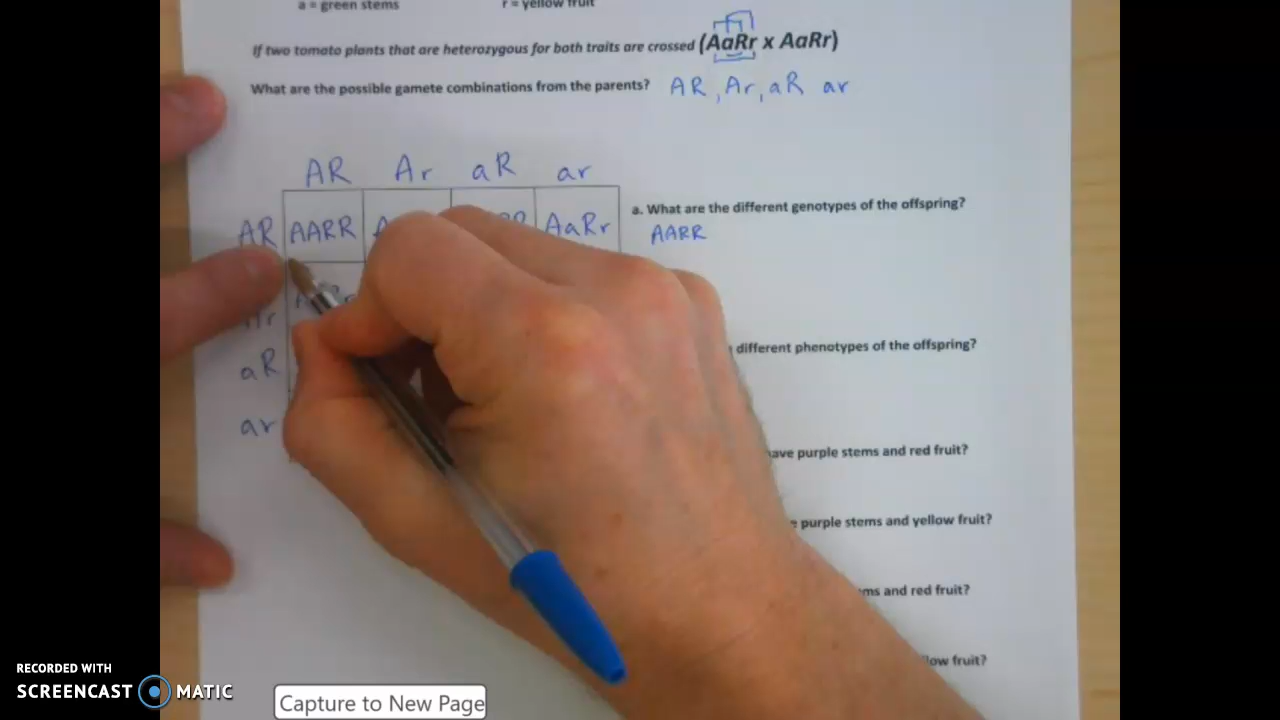 a = green stems r = yellow fruit
If two tomato plants that are heterozygous for both traits are crossed (AaRr x AaRr)
What are the possible gamete combinations from the parents? AR, Ar, aR ar
AR Ar aR ar
AR AARR AaRr
a. What are the different genotypes of the offspring?
AARR
different phenotypes of the offspring?
aR
ar
have purple stems and red fruit?
purple stems and yellow fruit?
and red fruit?
fruit?
RECORDED WITH
SCREENCAST MATIC
Capture to New Page